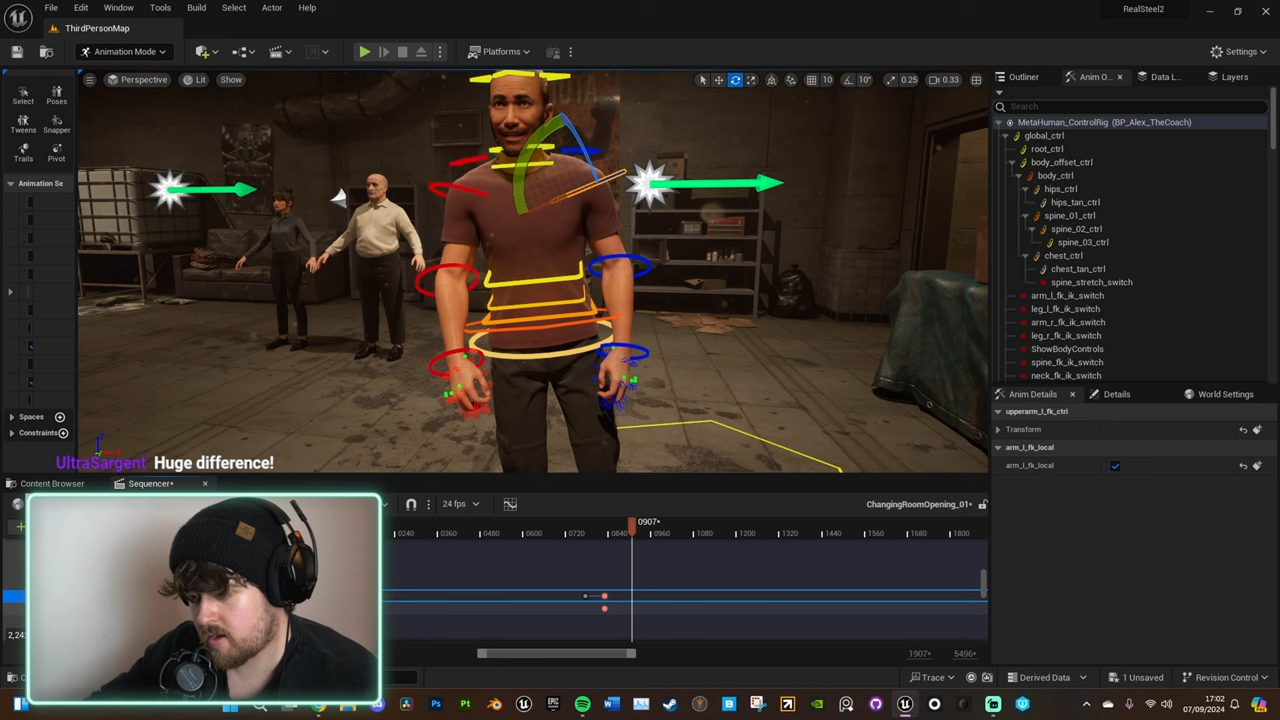 File Edit Window Tools Build Select Actor Help
RealSteel2
ThirdPersonMap
Animation Mode
Platforms
Settings
Perspective Lit Show
10 10° 0.25 0.33
Outliner Anim O... Data L... Layers
Select Poses
Tweens Snapper
Trails Pivot
Animation Se
Spaces
Constraints
Search
MetaHuman_ControlRig (BP_Alex_TheCoach)
global_ctrl
root_ctrl
body_offset_ctrl
body_ctrl
hips_ctrl
hips_tan_ctrl
spine_01_ctrl
spine_02_ctrl
spine_03_ctrl
chest_ctrl
chest_tan_ctrl
spine_stretch_switch
arm_l_fk_ik_switch
leg_l_fk_ik_switch
arm_r_fk_ik_switch
leg_r_fk_ik_switch
ShowBodyControls
spine_fk_ik_switch
neck_fk_ik_switch
Anim Details Details World Settings
upperarm_l_fk_ctrl
Transform
arm_l_fk_local
arm_l_fk_local
UltraSargent Huge difference!
Content Browser Sequencer*
24 fps
ChangingRoomOpening_01*
0907*
0240 0360 0480 0600 0720 0840 0960 1080 1200 1320 1440 1560 1680 1800
2,24
1907* 5496*
Trace Derived Data 1 Unsaved Revision Control
17:02
07/09/2024